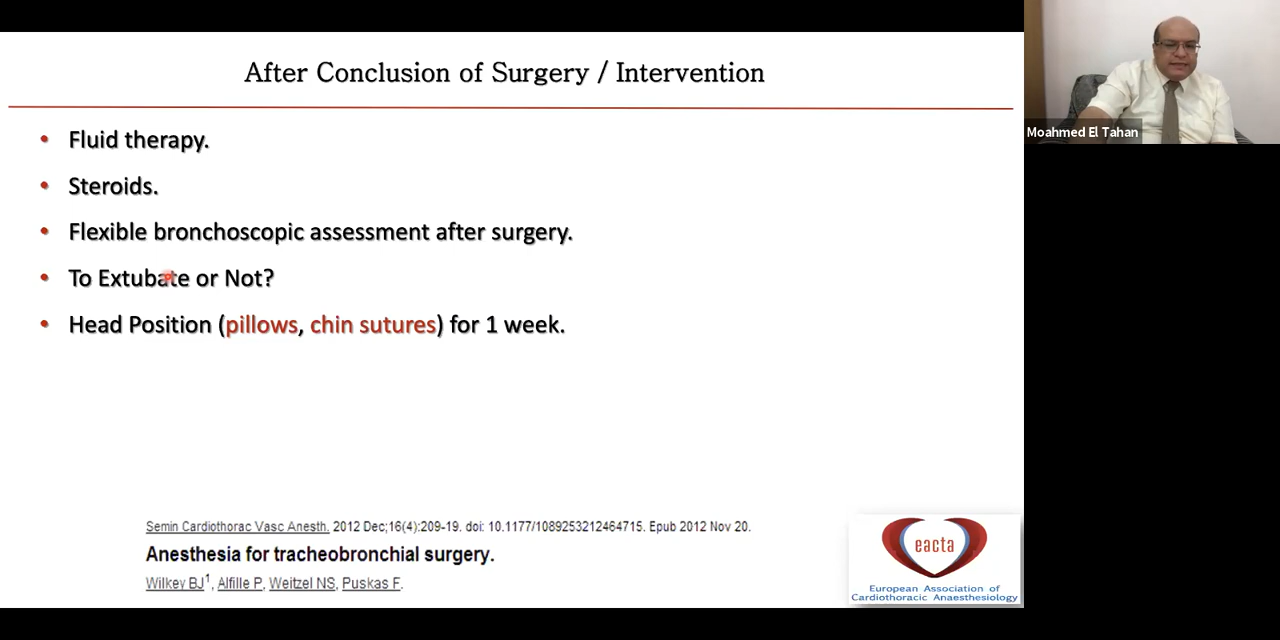 After Conclusion of Surgery / Intervention
• Fluid therapy.
• Steroids.
• Flexible bronchoscopic assessment after surgery.
• To Extubate or Not?
• Head Position (pillows, chin sutures) for 1 week.
Semin Cardiothorac Vasc Anesth. 2012 Dec;16(4):209-19. doi: 10.1177/1089253212464715. Epub 2012 Nov 20.
Anesthesia for tracheobronchial surgery.
Wilkey BJ1, Alfille P, Weitzel NS, Puskas F.
eacta
European Association of
Cardiothoracic Anaesthesiology
Moahmed El Tahan